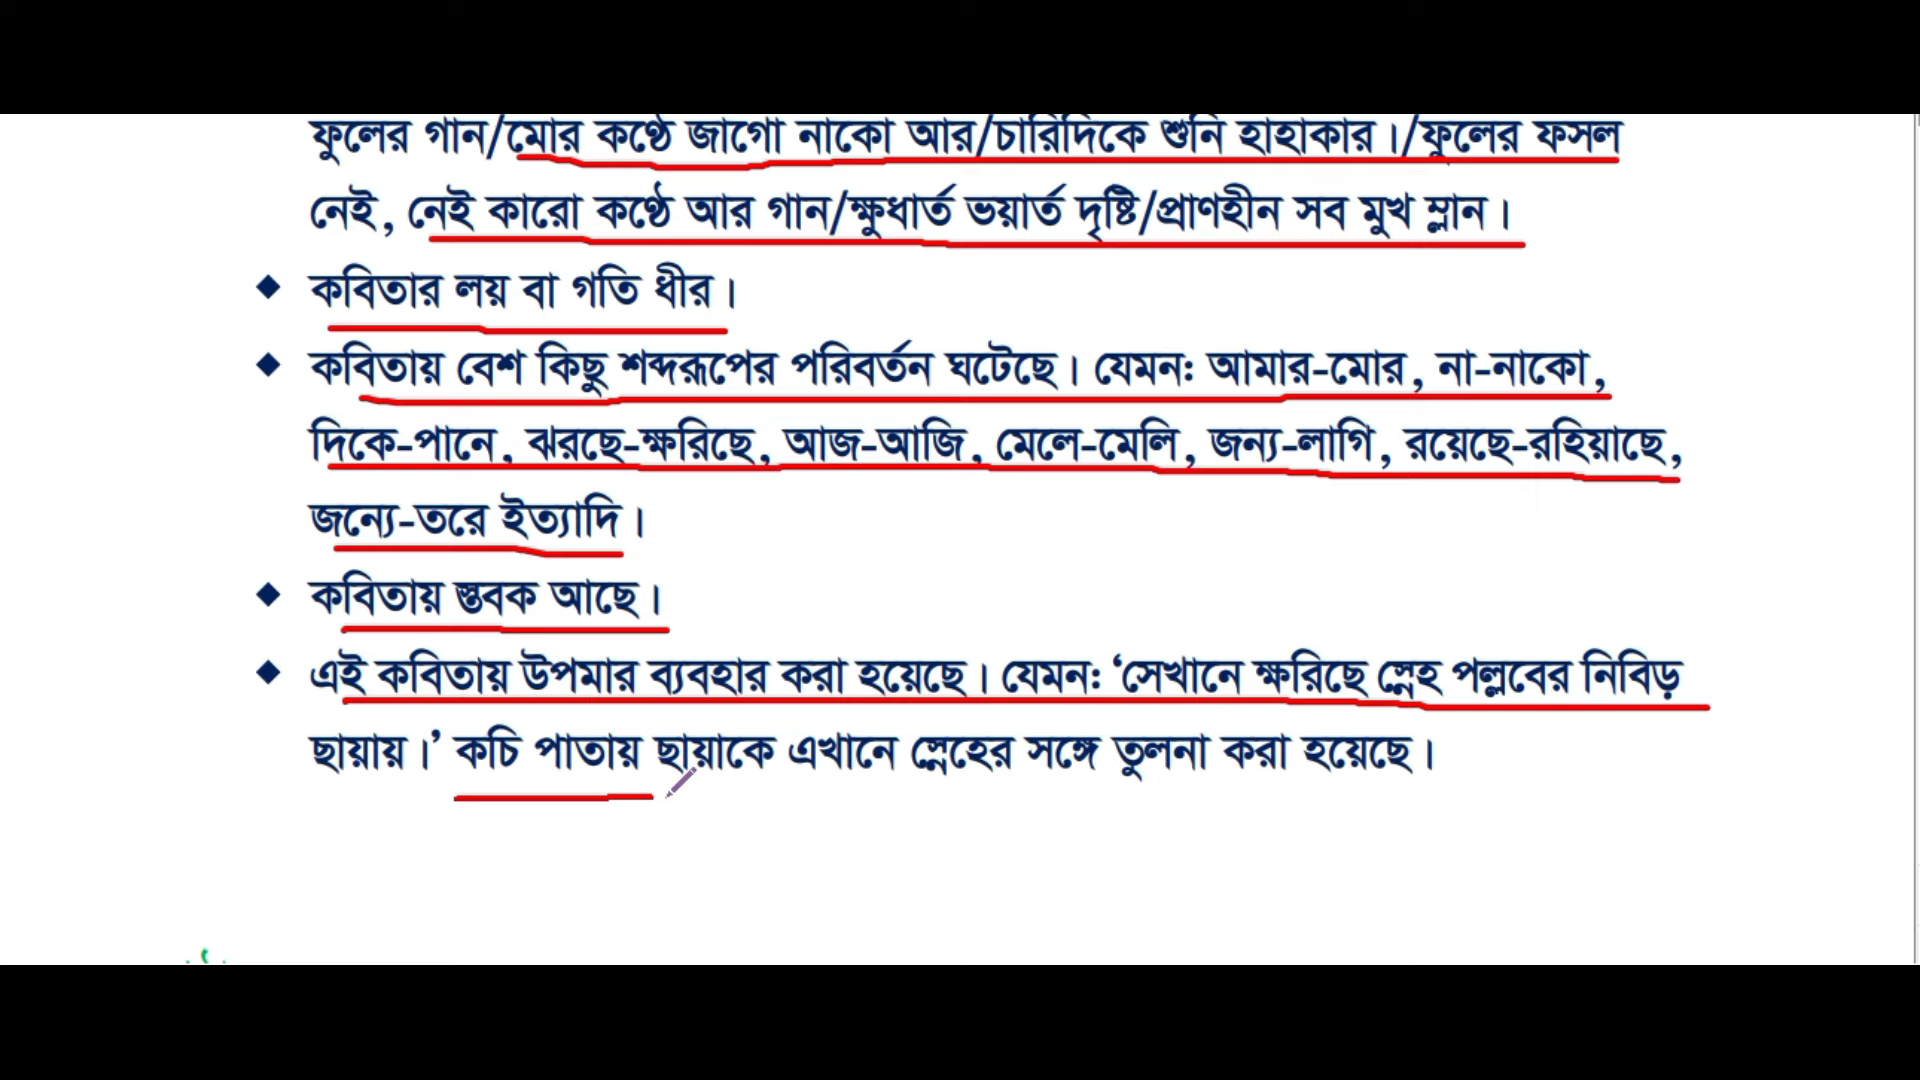 ফুলের গান/মোর কণ্ঠে জাগো নাকো আর/চারিদিকে শুনি হাহাকার।/ফুলের ফসল
নেই, নেই কারো কণ্ঠে আর গান/ক্ষুধার্ত ভয়ার্ত দৃষ্টি/প্রাণহীন সব মুখ ম্লান।
◆ কবিতার লয় বা গতি ধীর।
◆ কবিতায় বেশ কিছু শব্দরূপের পরিবর্তন ঘটেছে। যেমন: আমার-মোর, না-নাকো,
দিকে-পানে, ঝরছে-ক্ষরিছে, আজ-আজি, মেলে-মেলি, জন্য-লাগি, রয়েছে-রহিয়াছে,
জন্যে-তরে ইত্যাদি।
◆ কবিতায় স্তবক আছে।
◆ এই কবিতায় উপমার ব্যবহার করা হয়েছে। যেমন: ‘সেখানে ক্ষরিছে স্নেহ পল্লবের নিবিড়
ছায়ায়।’ কচি পাতায় ছায়াকে এখানে স্নেহের সঙ্গে তুলনা করা হয়েছে।